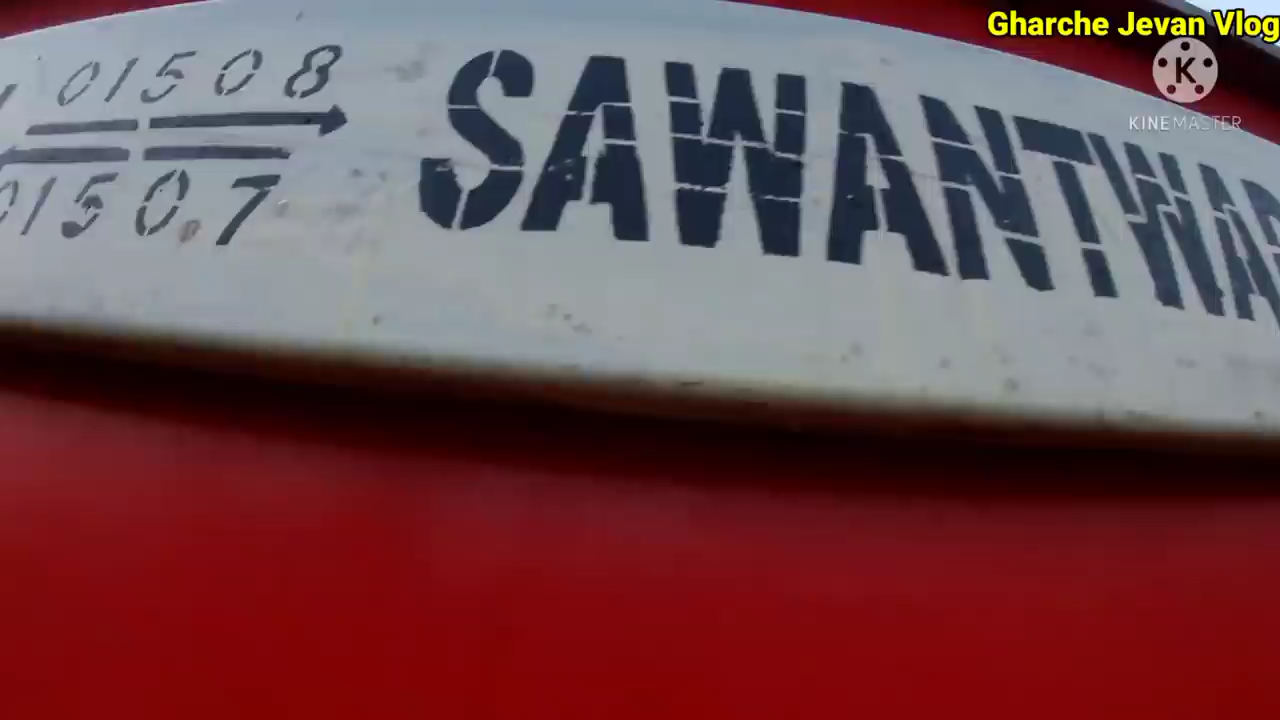 Gharche Jevan Vlog
K
KINEMASTER
01508
01507
SAWANTWA